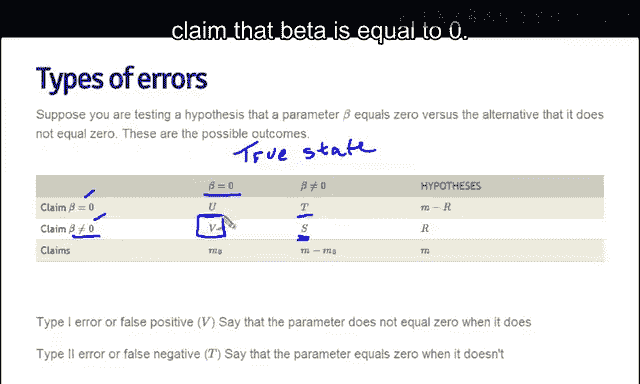 claim that beta is equal to 0.
Types of errors
Suppose you are testing a hypothesis that a parameter β equals zero versus the alternative that it does
not equal zero. These are the possible outcomes.
True state
β = 0 β ≠ 0 HYPOTHESES
Claim β = 0 U T m − R
Claim β ≠ 0 V S R
Claims m₀ m − m₀ m
Type I error or false positive (V) Say that the parameter does not equal zero when it does
Type II error or false negative (T) Say that the parameter equals zero when it doesn't